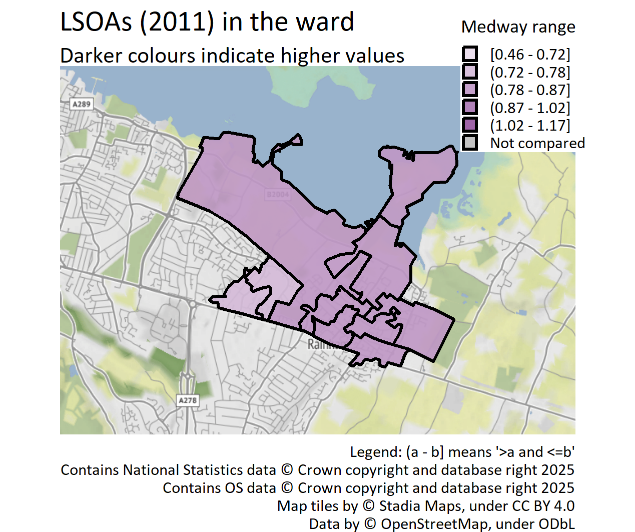 LSOAs (2011) in the ward
Darker colours indicate higher values
Medway range
[0.46 - 0.72]
(0.72 - 0.78]
(0.78 - 0.87]
(0.87 - 1.02]
(1.02 - 1.17]
Not compared
A289
A278
Legend: (a - b] means '>a and <=b'
Contains National Statistics data © Crown copyright and database right 2025
Contains OS data © Crown copyright and database right 2025
Map tiles by © Stadia Maps, under CC BY 4.0
Data by © OpenStreetMap, under ODbL